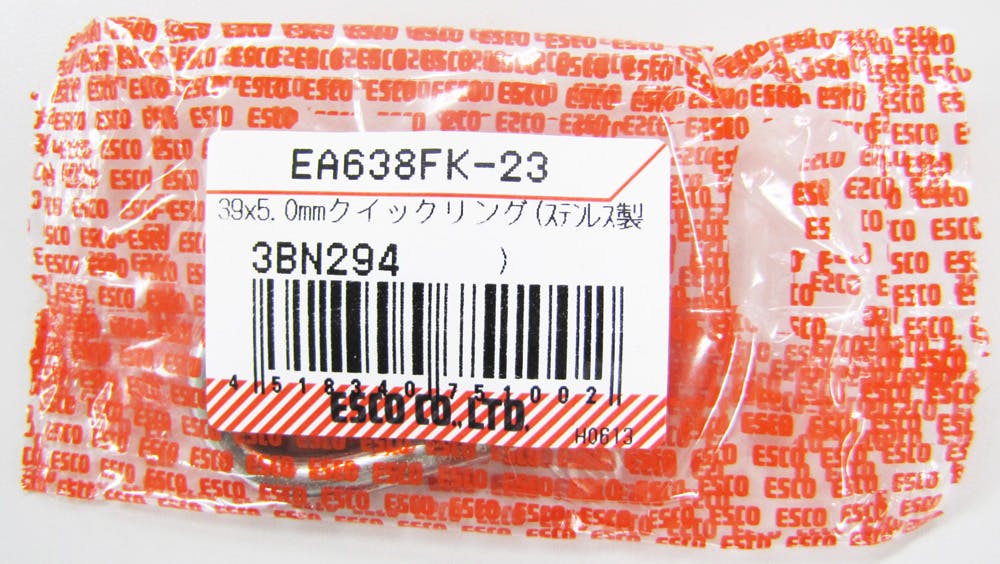 EA638FK-23
39x5.0mmクイックリング(ステンレス製
3BN294 )
4 518340 751002
ESCO CO.,LTD.
H0613